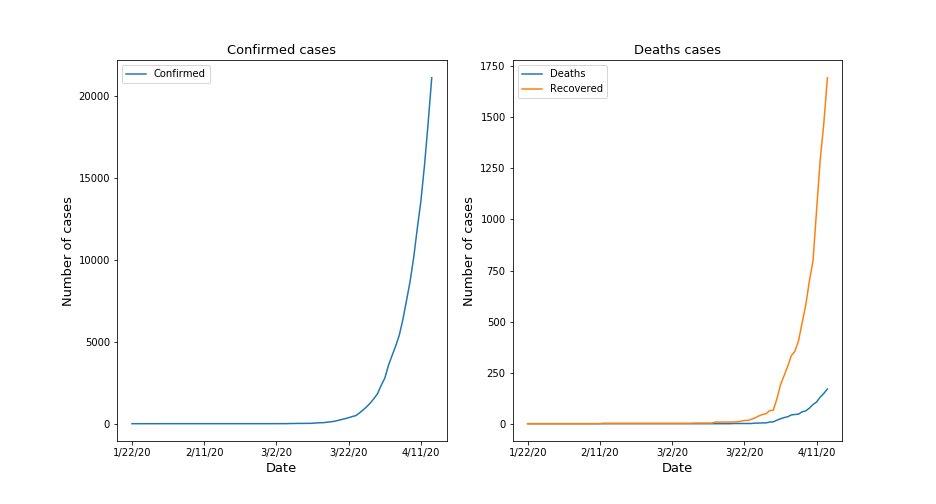 Confirmed cases
Confirmed
20000
15000
10000
5000
0
Number of cases
1/22/20 2/11/20 3/2/20 3/22/20 4/11/20
Date
Deaths cases
Deaths
Recovered
1750
1500
1250
1000
750
500
250
0
Number of cases
1/22/20 2/11/20 3/2/20 3/22/20 4/11/20
Date